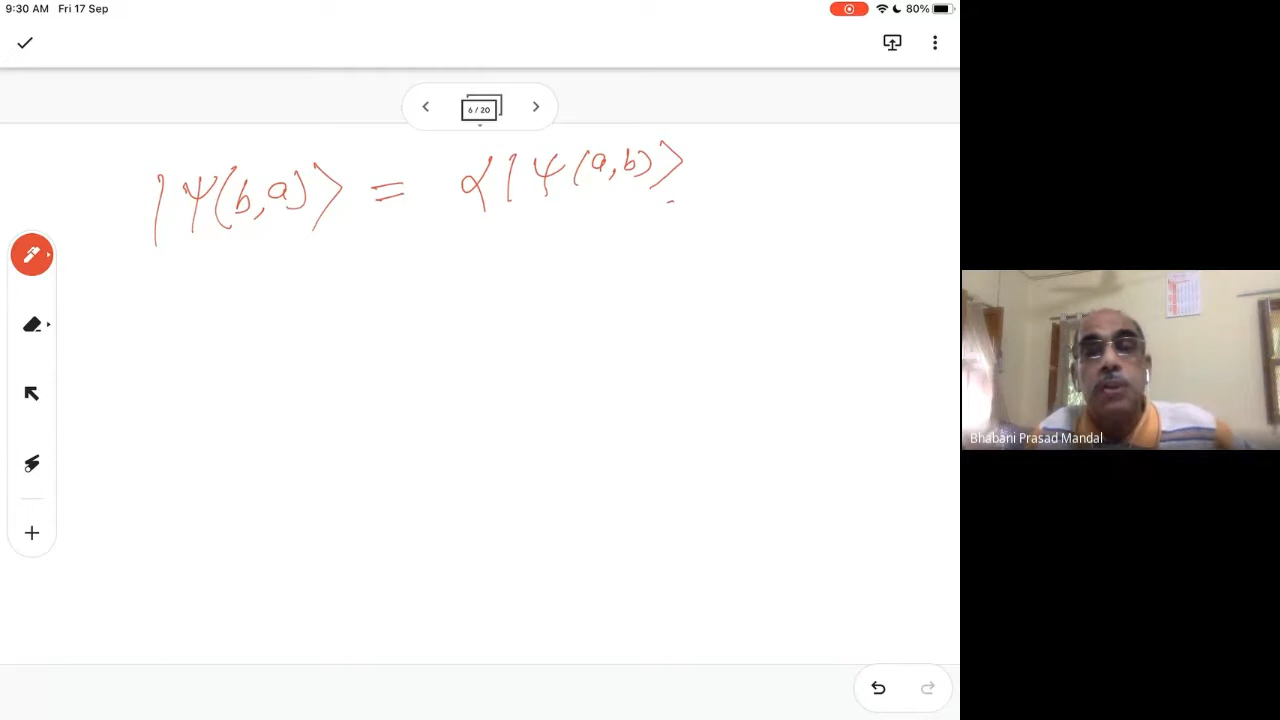 9:30 AM Fri 17 Sep
80%
6 / 20
|Ψ(b,a)⟩ = α|Ψ(a,b)⟩
Bhabani Prasad Mandal